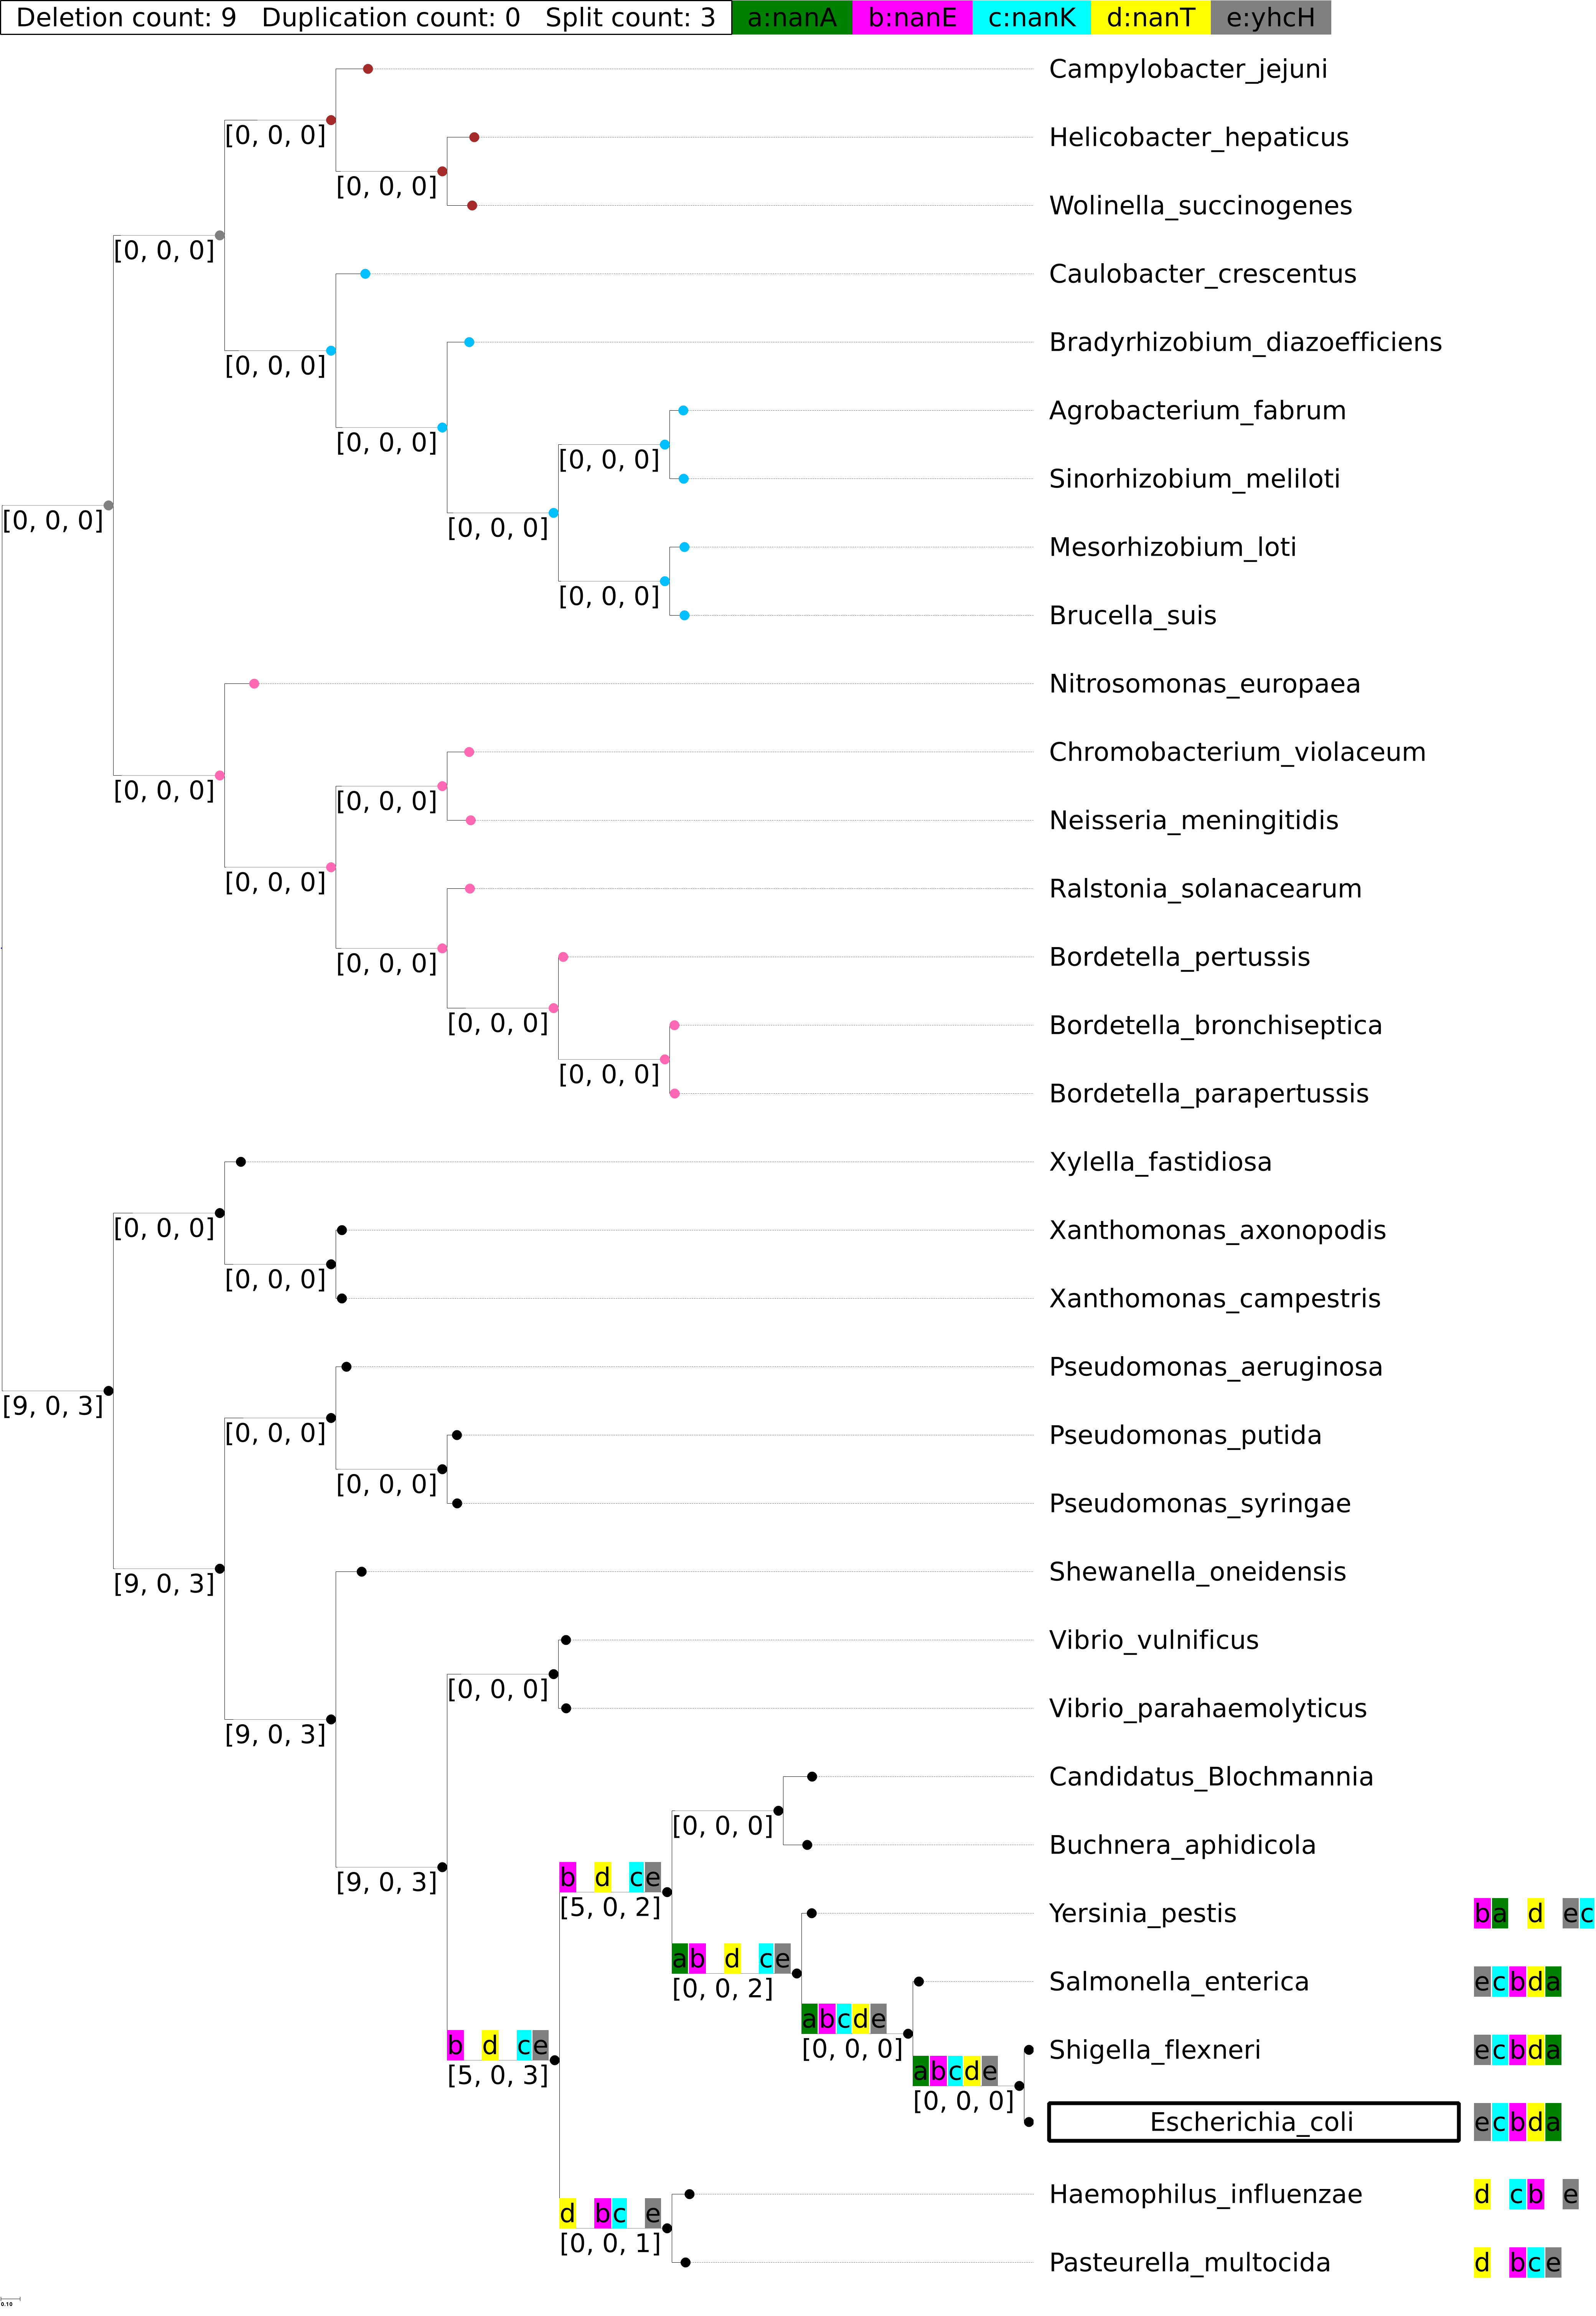 Deletion count: 9 Duplication count: 0 Split count: 3 a:nanA b:nanE c:nanK d:nanT e:yhcH
Campylobacter_jejuni
[0, 0, 0]
Helicobacter_hepaticus
[0, 0, 0]
Wolinella_succinogenes
[0, 0, 0]
Caulobacter_crescentus
Bradyrhizobium_diazoefficiens
[0, 0, 0]
Agrobacterium_fabrum
[0, 0, 0]
[0, 0, 0]
Sinorhizobium_meliloti
[0, 0, 0]
[0, 0, 0]
Mesorhizobium_loti
[0, 0, 0]
Brucella_suis
Nitrosomonas_europaea
Chromobacterium_violaceum
[0, 0, 0]
[0, 0, 0]
Neisseria_meningitidis
[0, 0, 0]
Ralstonia_solanacearum
Bordetella_pertussis
[0, 0, 0]
[0, 0, 0]
Bordetella_bronchiseptica
[0, 0, 0]
Bordetella_parapertussis
Xylella_fastidiosa
[0, 0, 0]
Xanthomonas_axonopodis
[0, 0, 0]
Xanthomonas_campestris
Pseudomonas_aeruginosa
[9, 0, 3]
[0, 0, 0]
Pseudomonas_putida
[0, 0, 0]
Pseudomonas_syringae
Shewanella_oneidensis
[9, 0, 3]
Vibrio_vulnificus
[0, 0, 0]
Vibrio_parahaemolyticus
[9, 0, 3]
Candidatus_Blochmannia
[0, 0, 0]
Buchnera_aphidicola
b d ce
[9, 0, 3]
[5, 0, 2]
Yersinia_pestis ba d ec
ab d ce
Salmonella_enterica ecbda
[0, 0, 2]
abcde
b d ce
[0, 0, 0]
Shigella_flexneri ecbda
abcde
[5, 0, 3]
[0, 0, 0]
Escherichia_coli ecbda
Haemophilus_influenzae d cb e
d bc e
[0, 0, 1]
Pasteurella_multocida d bce
0.10